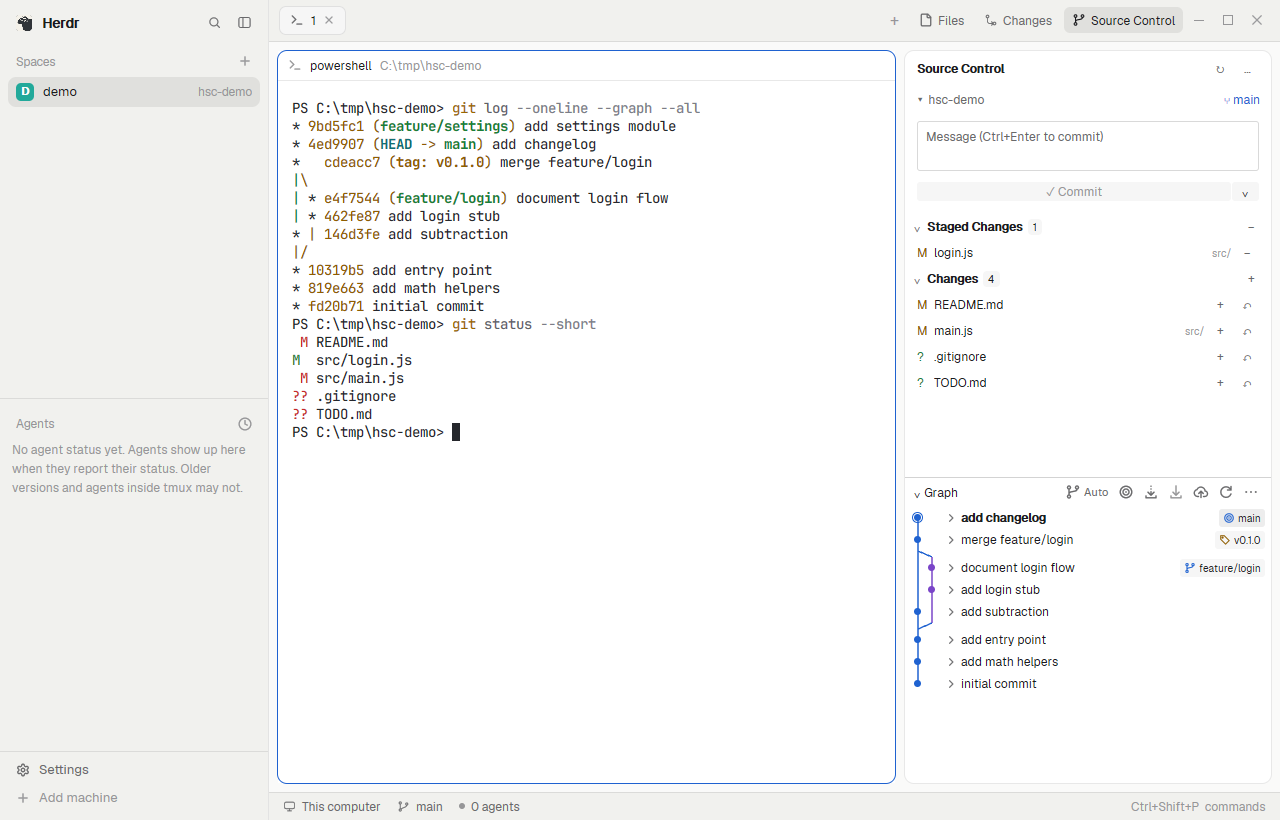 Herdr
Spaces
D demo hsc-demo
Agents
No agent status yet. Agents show up here
when they report their status. Older
versions and agents inside tmux may not.
Settings
Add machine
1
Files
Changes
Source Control
powershell C:\tmp\hsc-demo
PS C:\tmp\hsc-demo> git log --oneline --graph --all
* 9bd5fc1 (feature/settings) add settings module
* 4ed9907 (HEAD -> main) add changelog
*   cdeacc7 (tag: v0.1.0) merge feature/login
|\
| * e4f7544 (feature/login) document login flow
| * 462fe87 add login stub
* | 146d3fe add subtraction
|/
* 10319b5 add entry point
* 819e663 add math helpers
* fd20b71 initial commit
PS C:\tmp\hsc-demo> git status --short
 M README.md
M  src/login.js
 M src/main.js
?? .gitignore
?? TODO.md
PS C:\tmp\hsc-demo>
Source Control
hsc-demo main
Message (Ctrl+Enter to commit)
✓ Commit
Staged Changes 1
M login.js src/
Changes 4
M README.md
M main.js src/
? .gitignore
? TODO.md
Graph Auto
add changelog main
merge feature/login v0.1.0
document login flow feature/login
add login stub
add subtraction
add entry point
add math helpers
initial commit
This computer main 0 agents
Ctrl+Shift+P commands